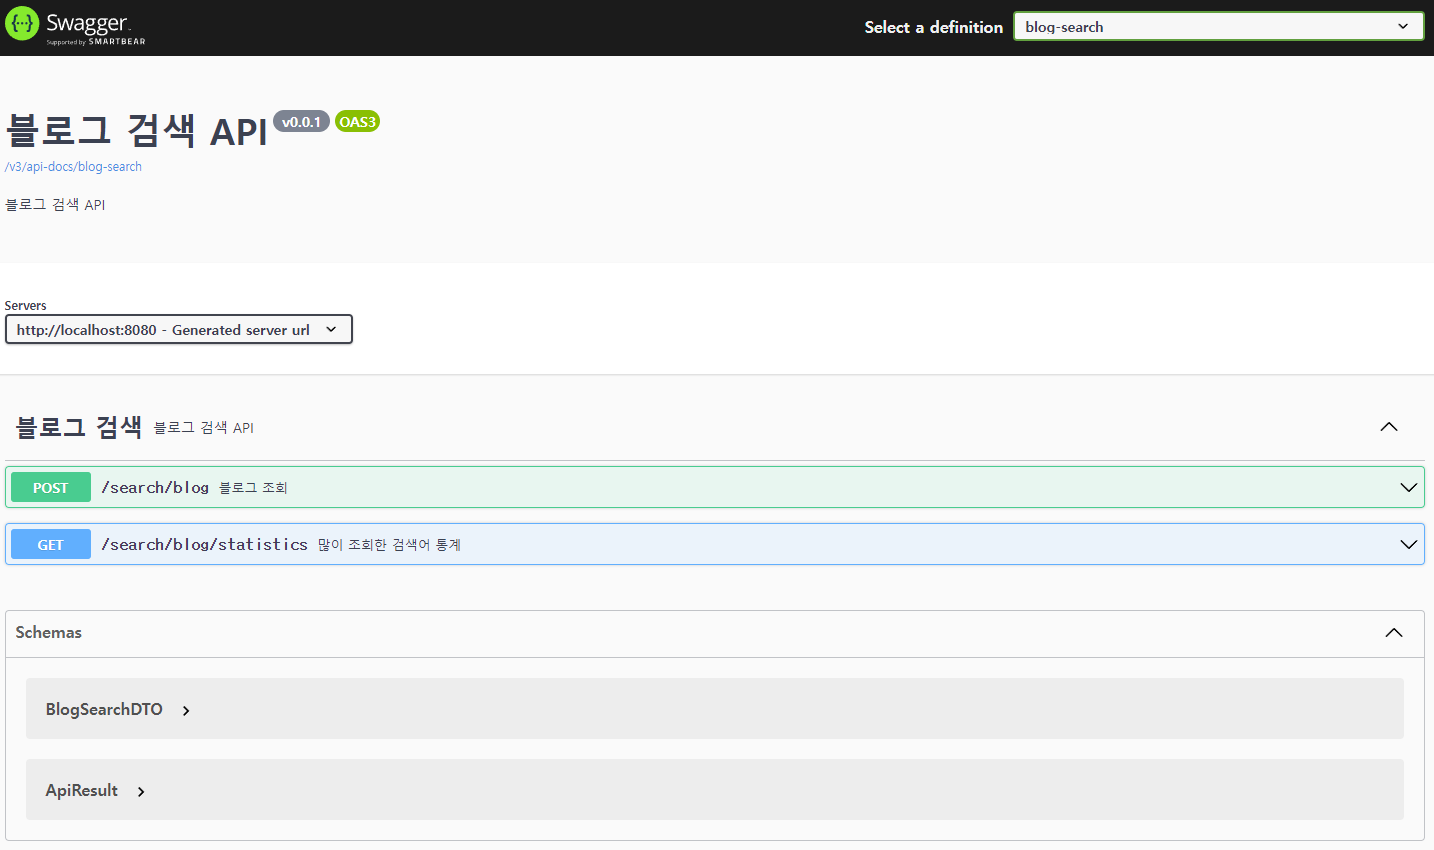 Swagger
Supported by SMARTBEAR
Select a definition
blog-search
블로그 검색 API v0.0.1 OAS3
/v3/api-docs/blog-search
블로그 검색 API
Servers
http://localhost:8080 - Generated server url
블로그 검색 블로그 검색 API
POST /search/blog 블로그 조회
GET /search/blog/statistics 많이 조회한 검색어 통계
Schemas
BlogSearchDTO
ApiResult